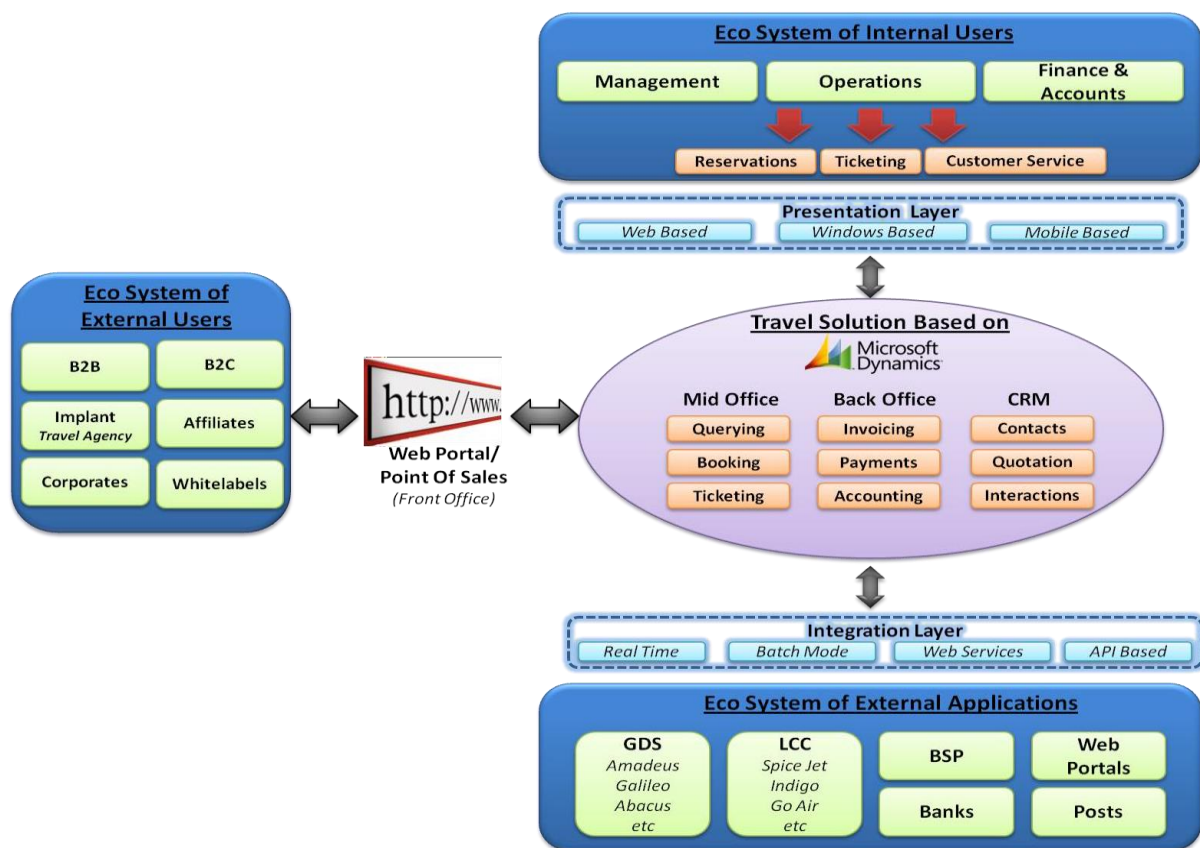 Eco System of Internal Users
Management
Operations
Finance &
Accounts
Reservations
Ticketing
Customer Service
Presentation Layer
Web Based
Windows Based
Mobile Based
Eco System of
External Users
B2B
B2C
Implant
Travel Agency
Affiliates
Corporates
Whitelabels
http://www.
Web Portal/
Point Of Sales
(Front Office)
Travel Solution Based on
Microsoft
Dynamics
Mid Office
Back Office
CRM
Querying
Invoicing
Contacts
Booking
Payments
Quotation
Ticketing
Accounting
Interactions
Integration Layer
Real Time
Batch Mode
Web Services
API Based
Eco System of External Applications
GDS
Amadeus
Galileo
Abacus
etc
LCC
Spice Jet
Indigo
Go Air
etc
BSP
Web
Portals
Banks
Posts